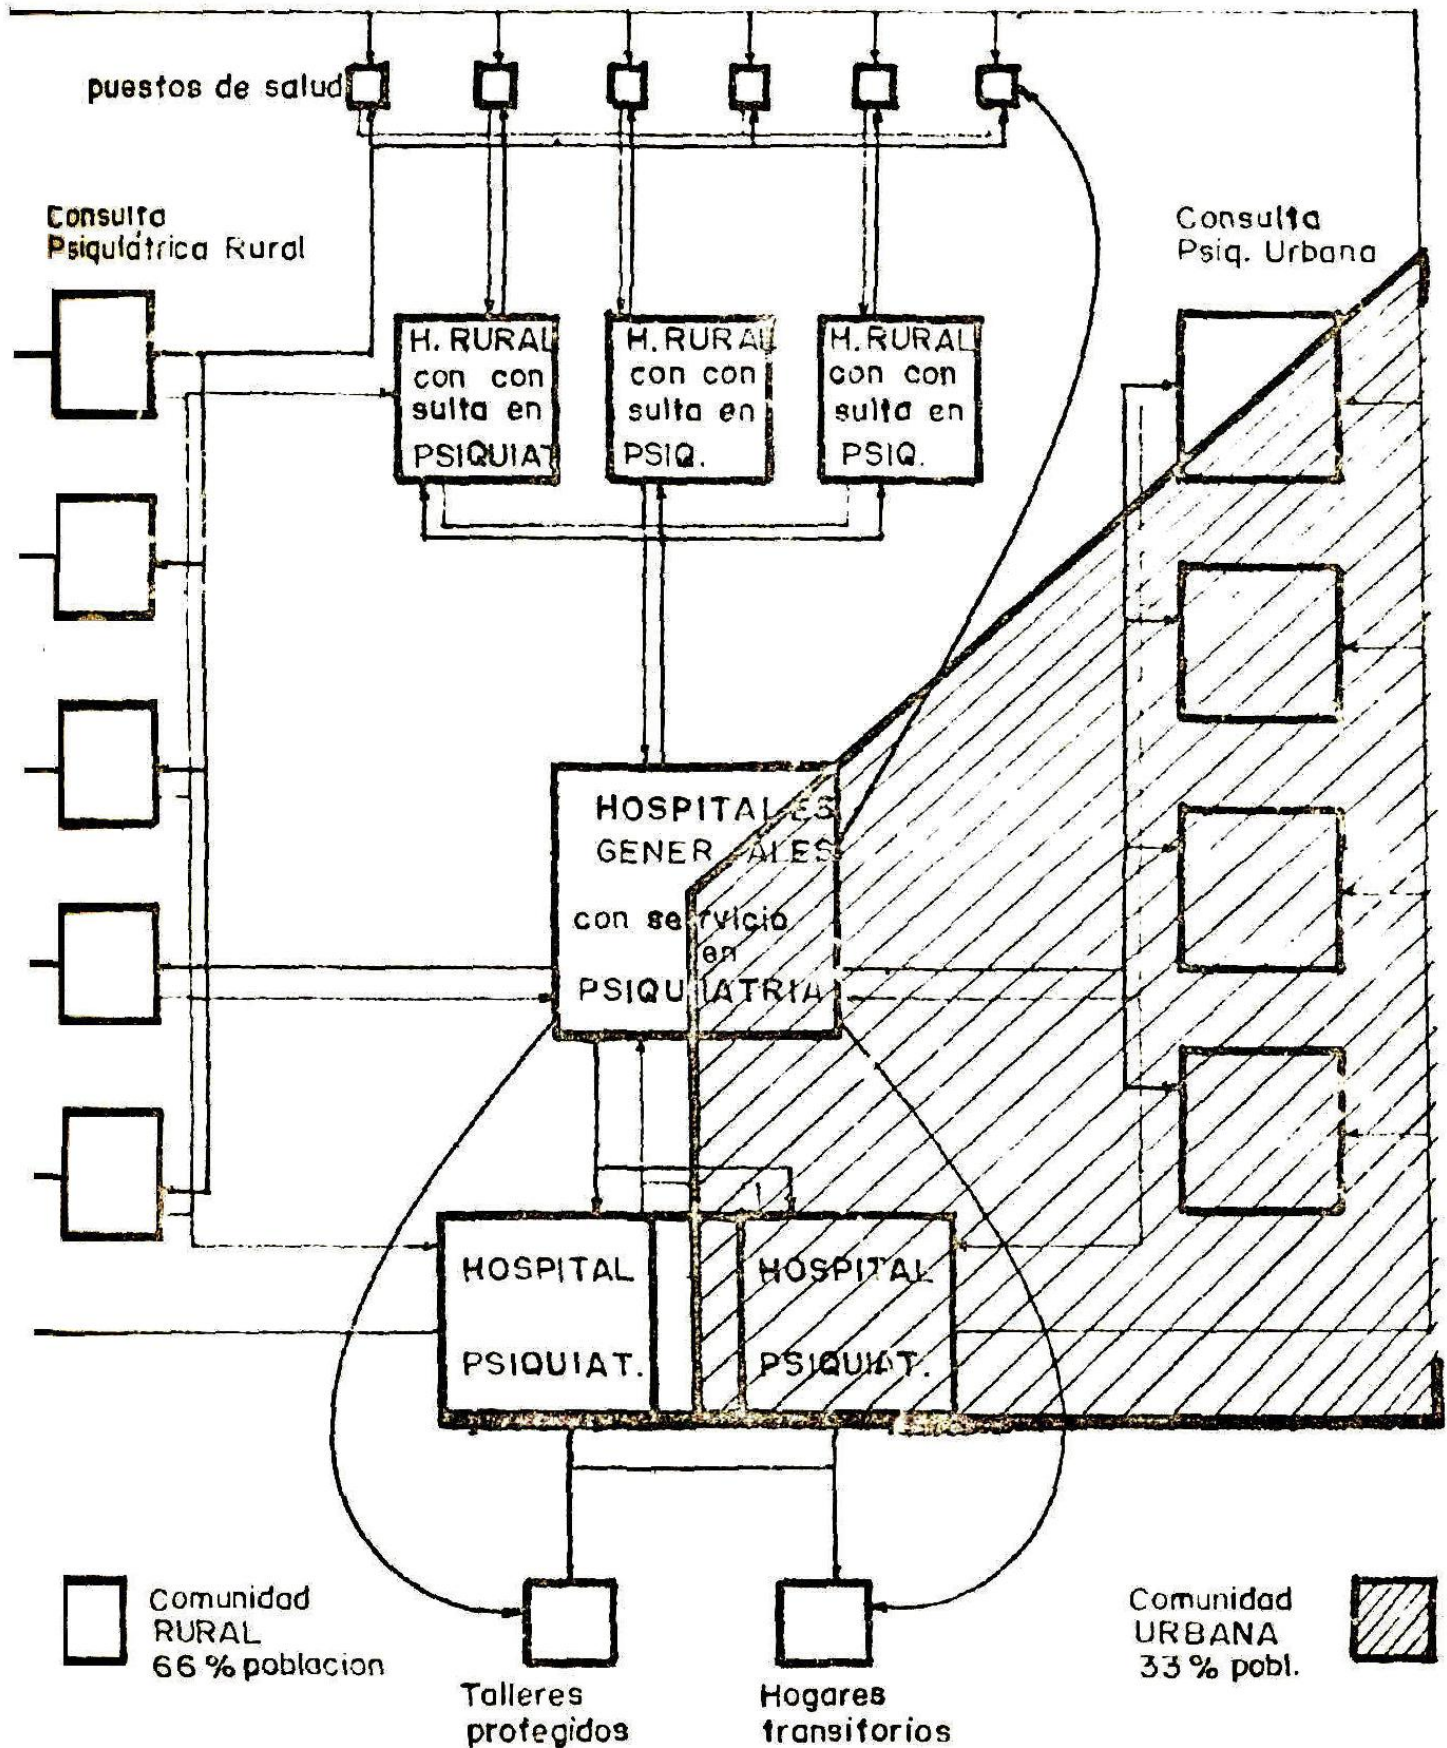 puestos de salud
Consulta
Psiquiátrica Rural
Consulta
Psiq. Urbana
H. RURAL
con con
sulta en
PSIQUIAT
H. RURAL
con con
sulta en
PSIQ.
H. RURAL
con con
sulta en
PSIQ.
HOSPITALES
GENERALES
con servicio
en
PSIQUIATRIA
HOSPITAL
PSIQUIAT.
HOSPITAL
PSIQUIAT.
Comunidad
RURAL
66 % poblacion
Comunidad
URBANA
33 % pobl.
Talleres
protegidos
Hogares
transitorios